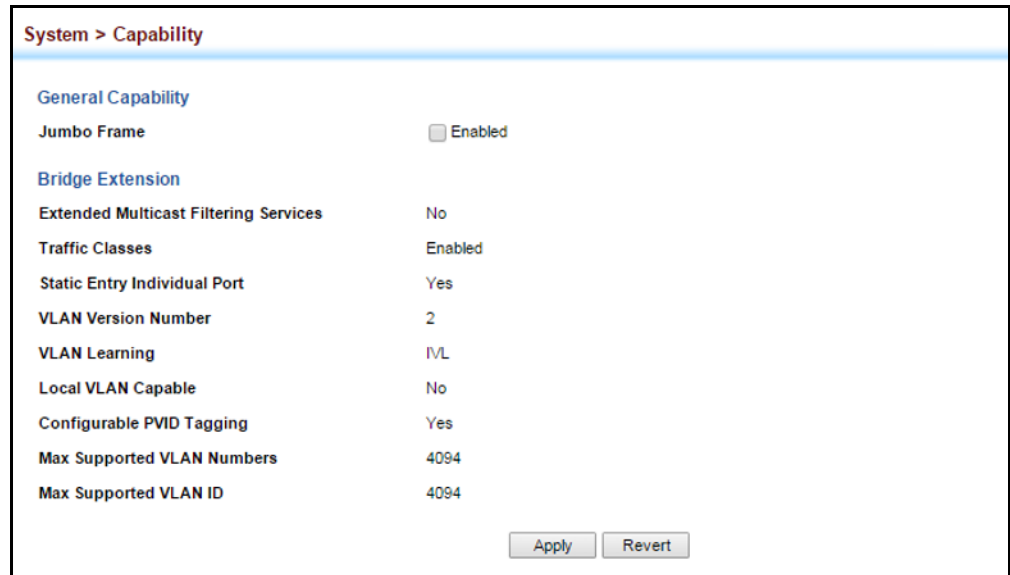 System > Capability
General Capability
Jumbo Frame Enabled
Bridge Extension
Extended Multicast Filtering Services No
Traffic Classes Enabled
Static Entry Individual Port Yes
VLAN Version Number 2
VLAN Learning IVL
Local VLAN Capable No
Configurable PVID Tagging Yes
Max Supported VLAN Numbers 4094
Max Supported VLAN ID 4094
Apply Revert